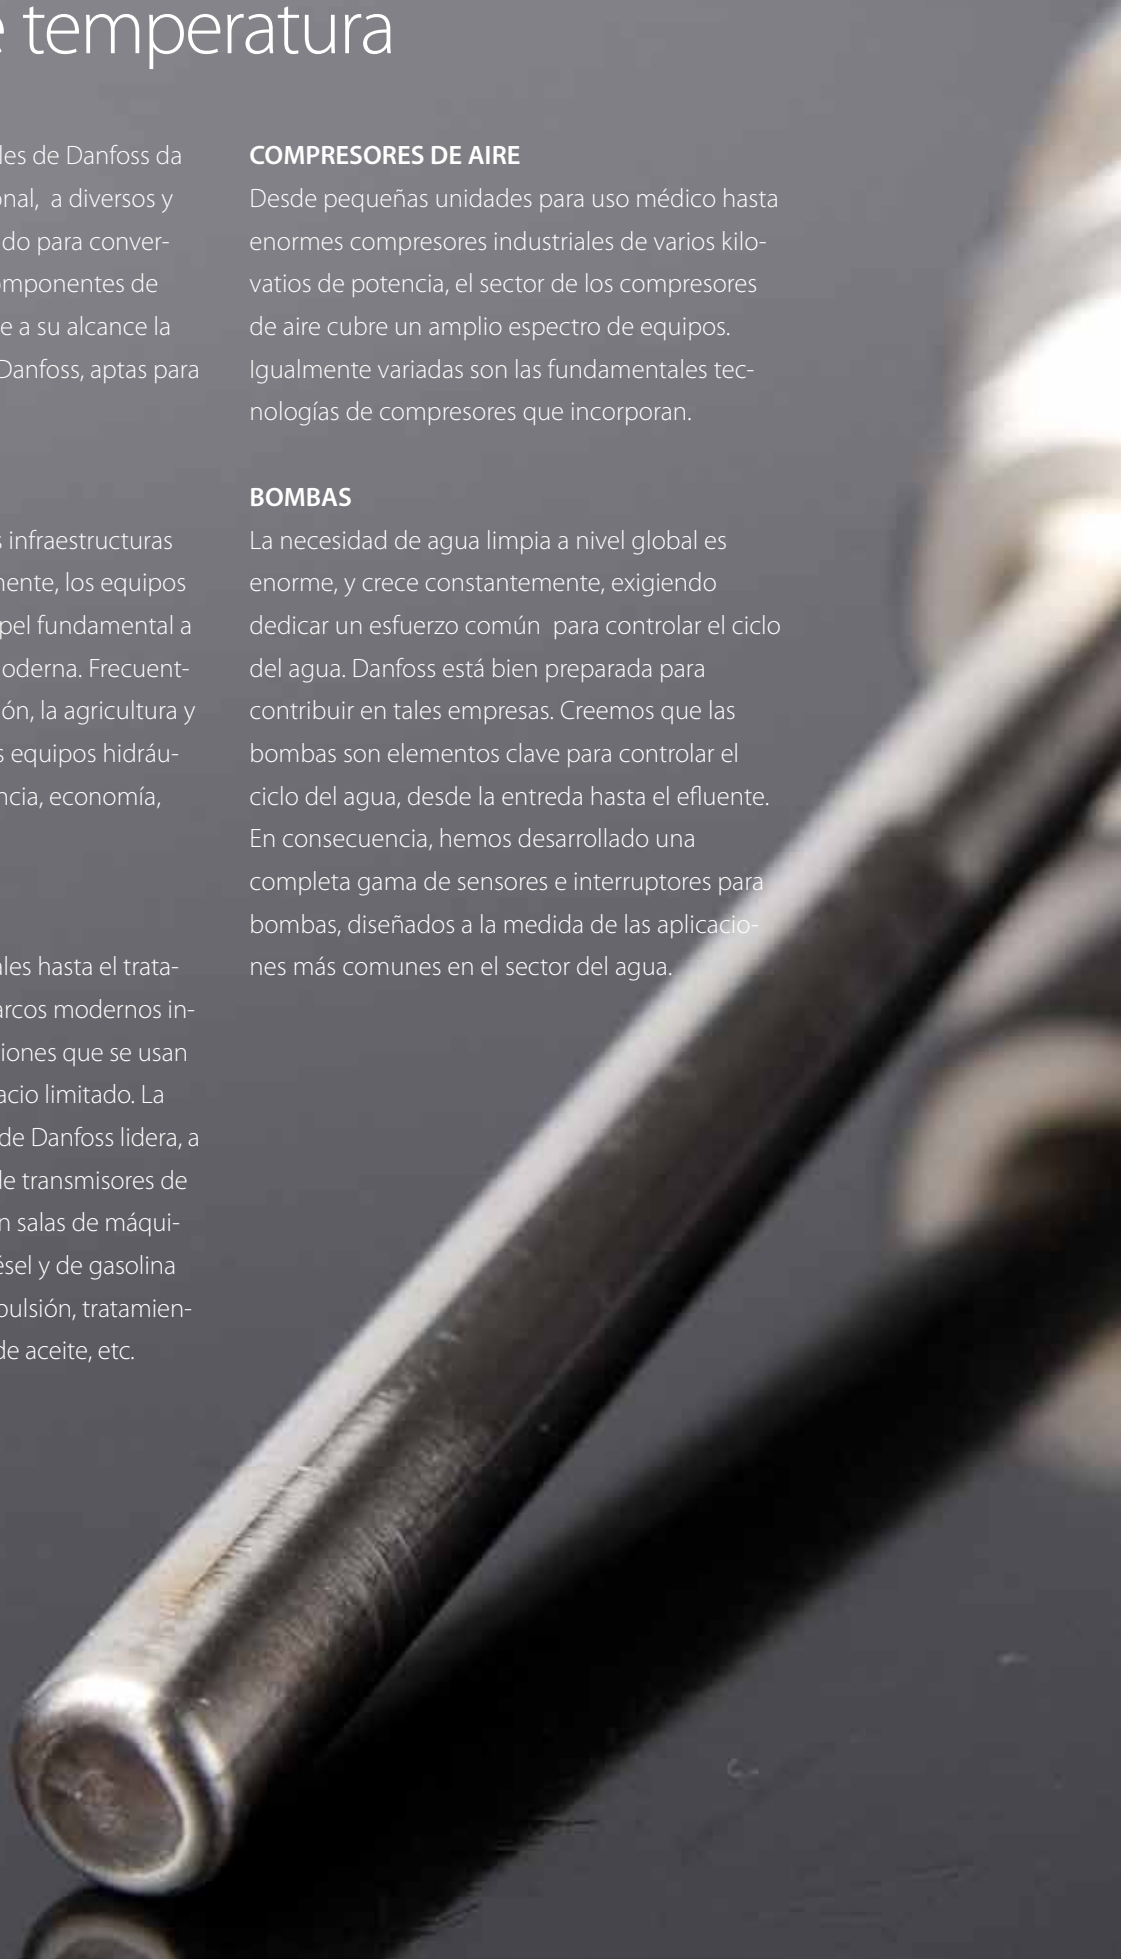 e temperatura
les de Danfoss da
onal, a diversos y
do para conver-
omponentes de
e a su alcance la
Danfoss, aptas para
s infraestructuras
mente, los equipos
pel fundamental a
oderna. Frecuent-
ón, la agricultura y
s equipos hidráu-
ncia, economía,
ales hasta el trata-
arcos modernos in-
iones que se usan
acio limitado. La
de Danfoss lidera, a
de transmisores de
n salas de máqui-
ésel y de gasolina
pulsión, tratamien-
de aceite, etc.
COMPRESORES DE AIRE
Desde pequeñas unidades para uso médico hasta
enormes compresores industriales de varios kilo-
vatios de potencia, el sector de los compresores
de aire cubre un amplio espectro de equipos.
Igualmente variadas son las fundamentales tec-
nologías de compresores que incorporan.
BOMBAS
La necesidad de agua limpia a nivel global es
enorme, y crece constantemente, exigiendo
dedicar un esfuerzo común para controlar el ciclo
del agua. Danfoss está bien preparada para
contribuir en tales empresas. Creemos que las
bombas son elementos clave para controlar el
ciclo del agua, desde la entreda hasta el efluente.
En consecuencia, hemos desarrollado una
completa gama de sensores e interruptores para
bombas, diseñados a la medida de las aplicacio-
nes más comunes en el sector del agua.